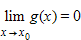 lim g(x) = 0
x→x₀